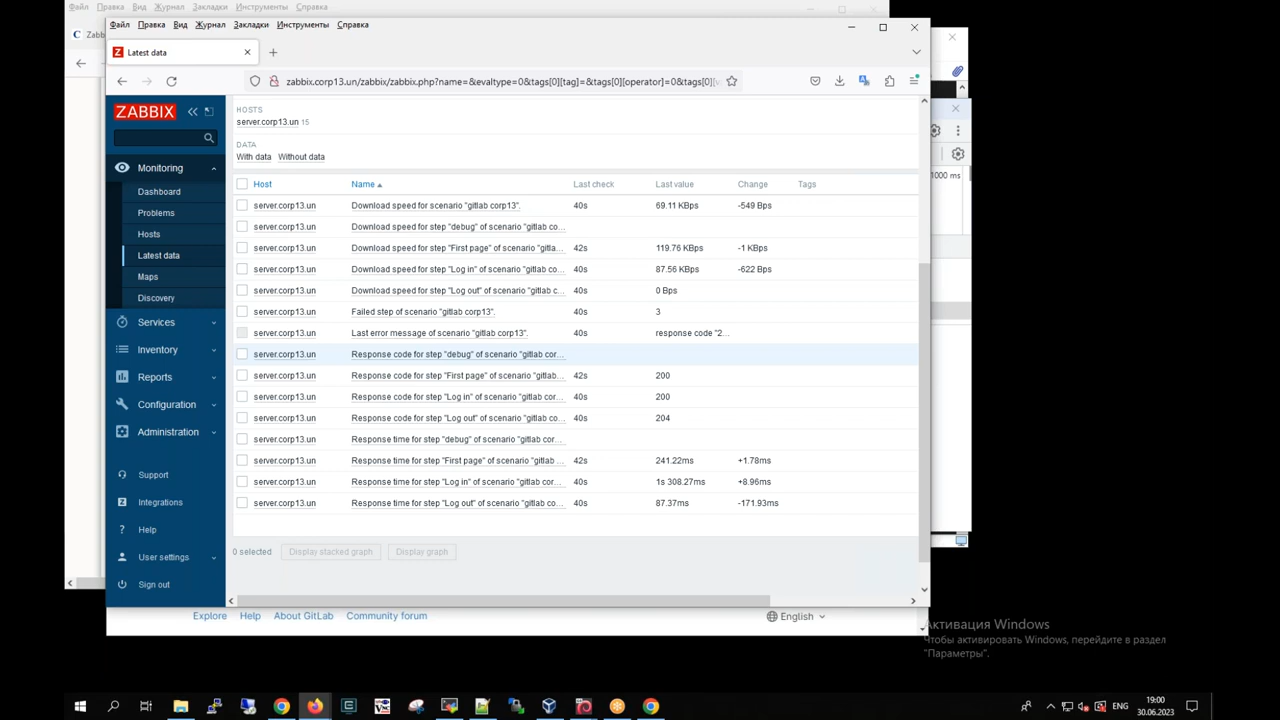 Файл Правка Вид Журнал Закладки Инструменты Справка
Файл Правка Вид Журнал Закладки Инструменты Справка
C Zabb
Z Latest data
zabbix.corp13.un/zabbix/zabbix.php?name=&evaltype=0&tags[0][tag]=&tags[0][operator]=0&tags[0][v
ZABBIX
Monitoring
Dashboard
Problems
Hosts
Latest data
Maps
Discovery
Services
Inventory
Reports
Configuration
Administration
Support
Z Integrations
? Help
User settings
Sign out
HOSTS
server.corp13.un 15
DATA
With data Without data
1000 ms
Host Name Last check Last value Change Tags
server.corp13.un Download speed for scenario "gitlab corp13". 40s 69.11 KBps -549 Bps
server.corp13.un Download speed for step "debug" of scenario "gitlab co...
server.corp13.un Download speed for step "First page" of scenario "gitla... 42s 119.76 KBps -1 KBps
server.corp13.un Download speed for step "Log in" of scenario "gitlab co... 40s 87.56 KBps -622 Bps
server.corp13.un Download speed for step "Log out" of scenario "gitlab c... 40s 0 Bps
server.corp13.un Failed step of scenario "gitlab corp13". 40s 3
server.corp13.un Last error message of scenario "gitlab corp13". 40s response code "2...
server.corp13.un Response code for step "debug" of scenario "gitlab cor...
server.corp13.un Response code for step "First page" of scenario "gitlab... 42s 200
server.corp13.un Response code for step "Log in" of scenario "gitlab cor... 40s 200
server.corp13.un Response code for step "Log out" of scenario "gitlab co... 40s 204
server.corp13.un Response time for step "debug" of scenario "gitlab cor...
server.corp13.un Response time for step "First page" of scenario "gitlab ... 42s 241.22ms +1.78ms
server.corp13.un Response time for step "Log in" of scenario "gitlab cor... 40s 1s 308.27ms +8.96ms
server.corp13.un Response time for step "Log out" of scenario "gitlab co... 40s 87.37ms -171.93ms
0 selected Display stacked graph Display graph
Explore Help About GitLab Community forum English
Активация Windows
Чтобы активировать Windows, перейдите в раздел
"Параметры".
ENG
19:00
30.06.2023